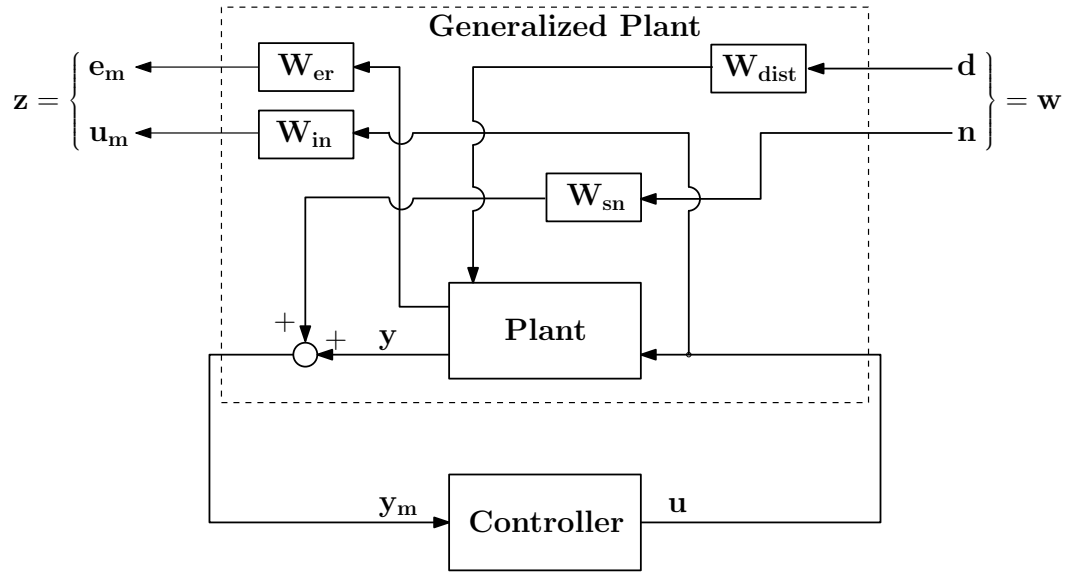 Generalized Plant
z = { e_m
u_m
W_er
W_in
W_dist
W_sn
d
n
} = w
Plant
+
+
y
y_m
Controller
u